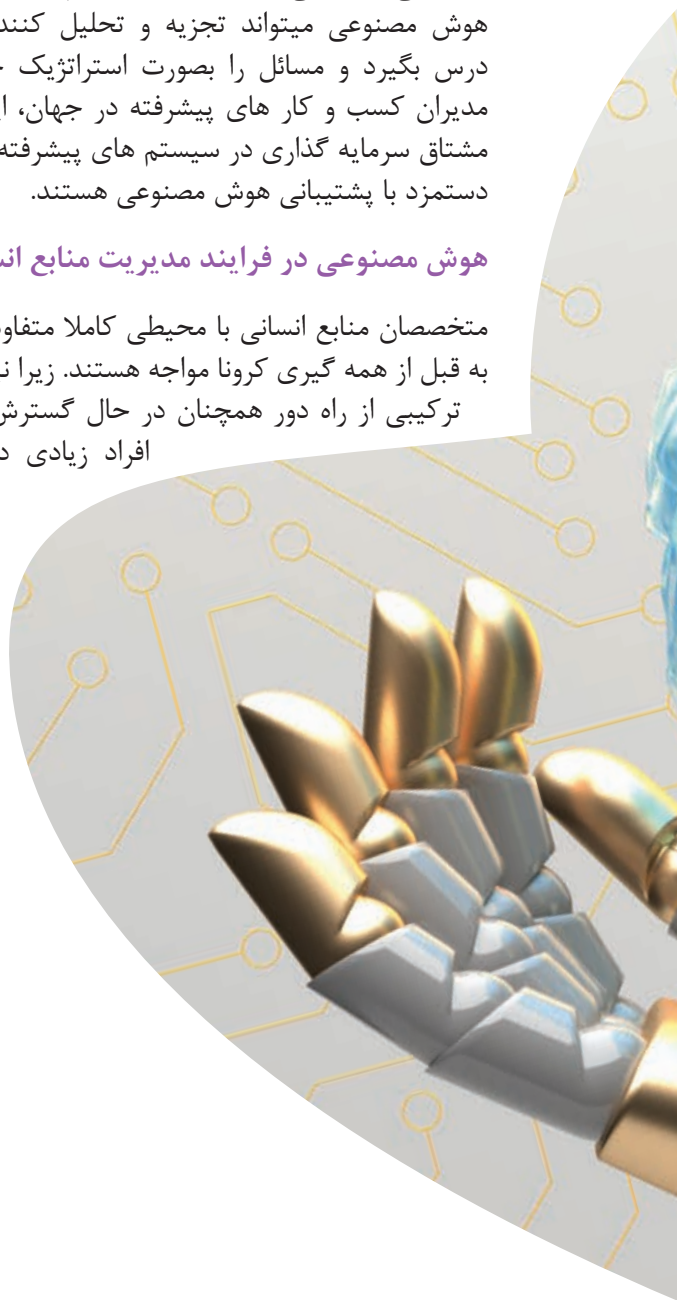 هوش مصنوعی میتواند تجزیه و تحلیل کند
درس بگیرد و مسائل را بصورت استراتژیک
مدیران کسب و کار های پیشرفته در جهان،
مشتاق سرمایه گذاری در سیستم های پیشرفته
دستمزد با پشتیبانی هوش مصنوعی هستند.
هوش مصنوعی در فرایند مدیریت منابع
متخصصان منابع انسانی با محیطی کاملا
به قبل از همه گیری کرونا مواجه هستند. زیرا
ترکیبی از راه دور همچنان در حال گسترش
افراد زیادی